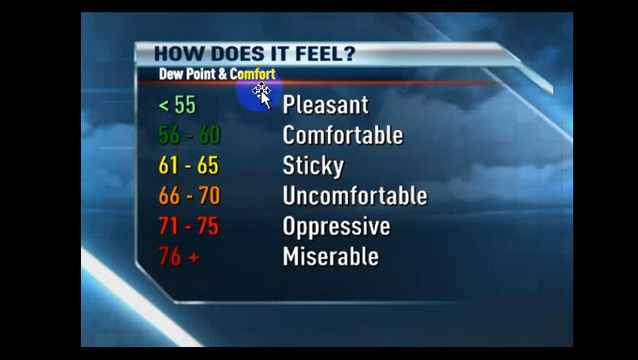 HOW DOES IT FEEL?
Dew Point & Comfort
< 55 Pleasant
56 - 60 Comfortable
61 - 65 Sticky
66 - 70 Uncomfortable
71 - 75 Oppressive
76 + Miserable